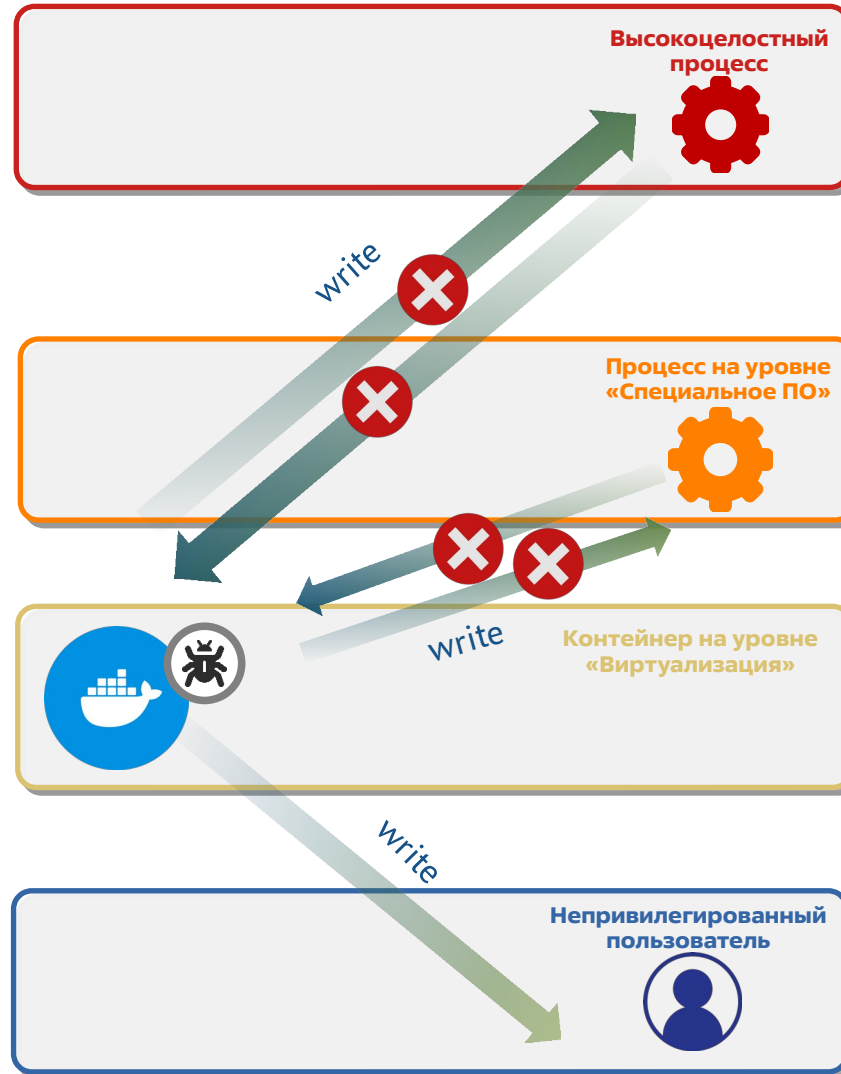 Высокоцелостный
процесс
write
Процесс на уровне
«Специальное ПО»
write
Контейнер на уровне
«Виртуализация»
write
Непривилегированный
пользователь